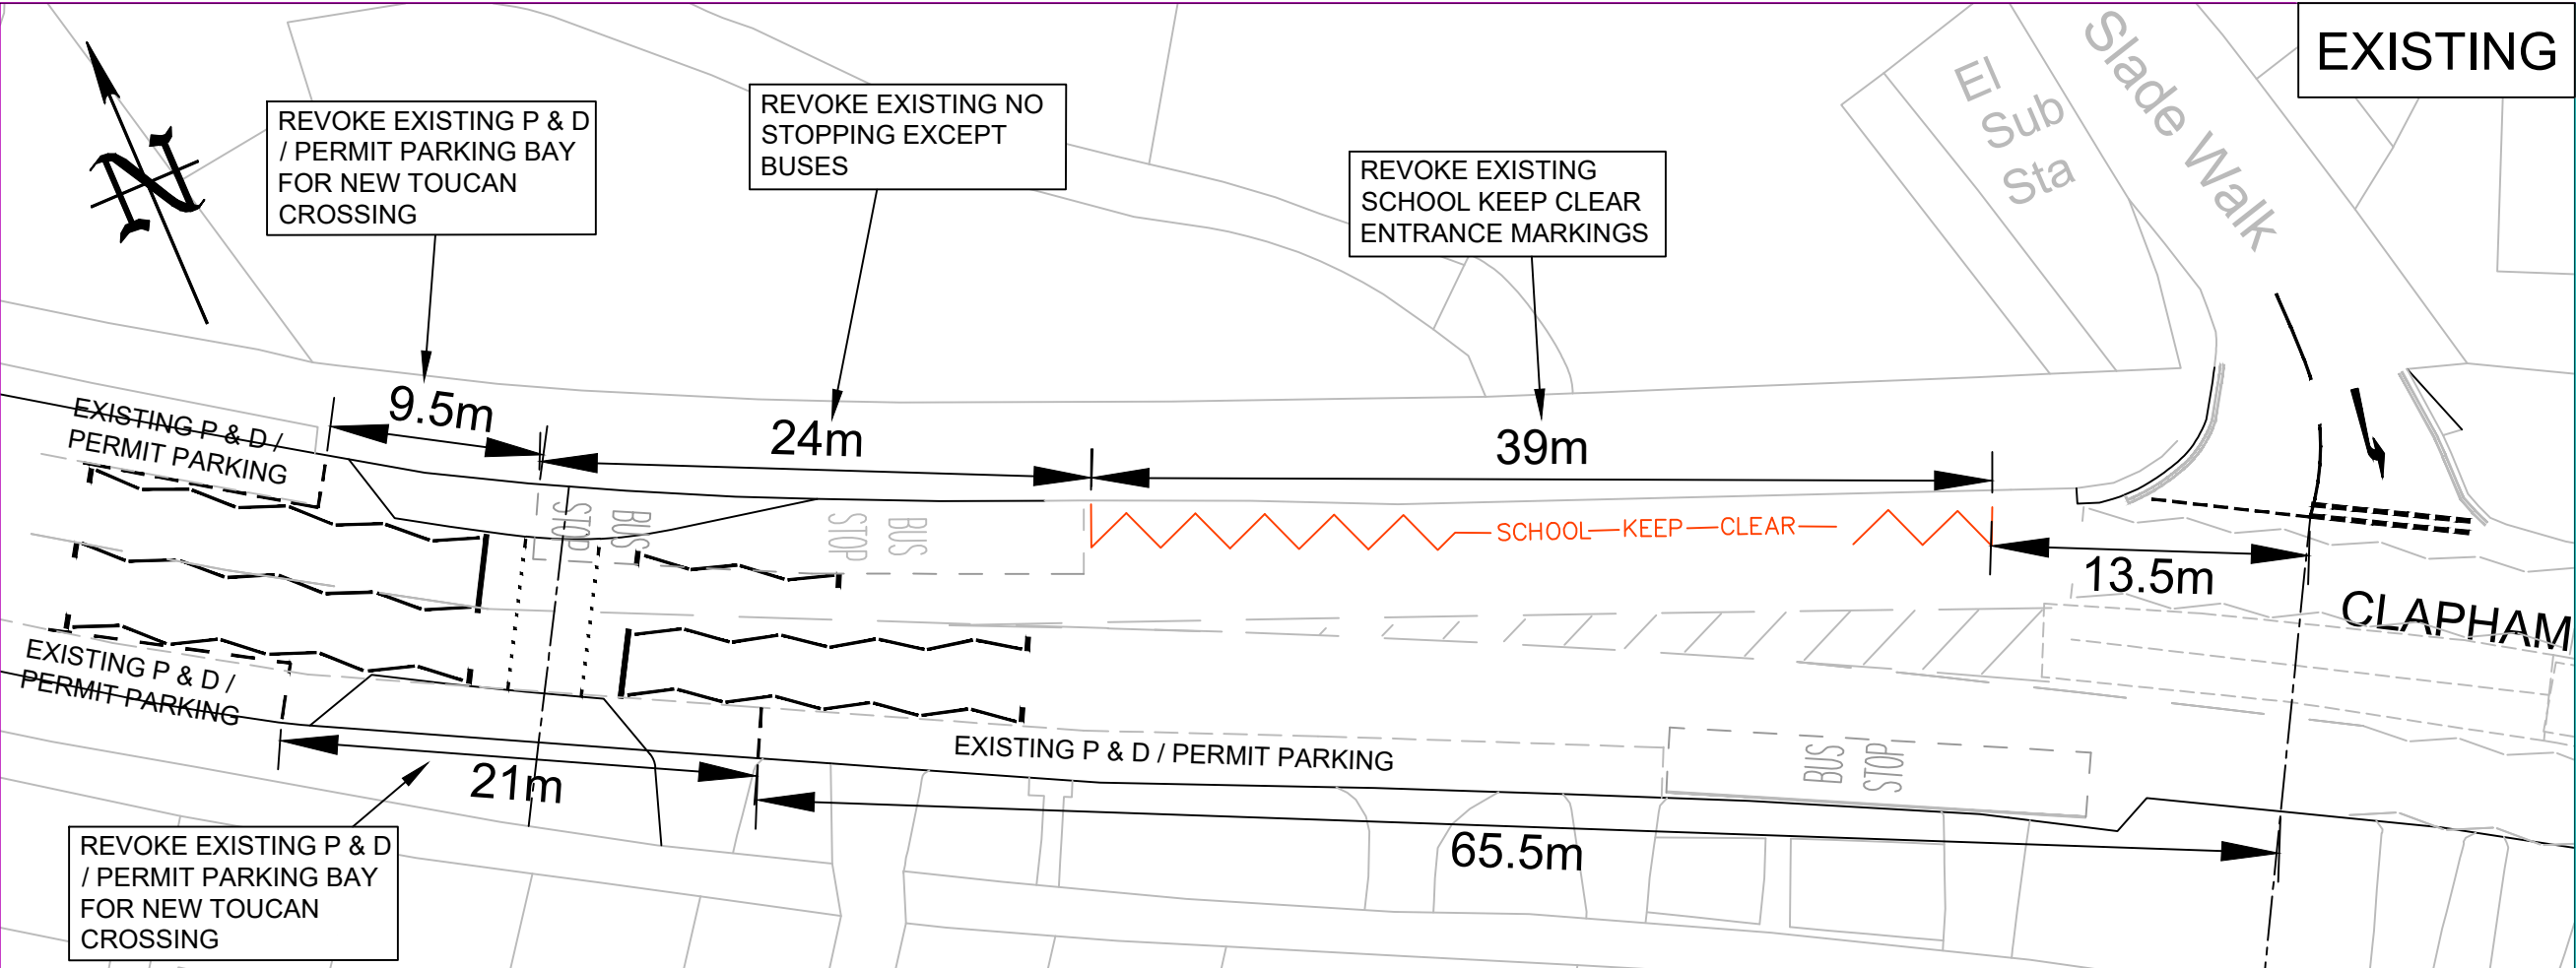 EXISTING
REVOKE EXISTING P & D
/ PERMIT PARKING BAY
FOR NEW TOUCAN
CROSSING
REVOKE EXISTING NO
STOPPING EXCEPT
BUSES
REVOKE EXISTING
SCHOOL KEEP CLEAR
ENTRANCE MARKINGS
El
Sub
Sta
Slade Walk
N
EXISTING P & D /
PERMIT PARKING
9.5m
24m
39m
BUS
STOP
BUS
STOP
SCHOOL KEEP CLEAR
13.5m
CLAPHAM
EXISTING P & D /
PERMIT PARKING
21m
EXISTING P & D / PERMIT PARKING
BUS
STOP
65.5m
REVOKE EXISTING P & D
/ PERMIT PARKING BAY
FOR NEW TOUCAN
CROSSING